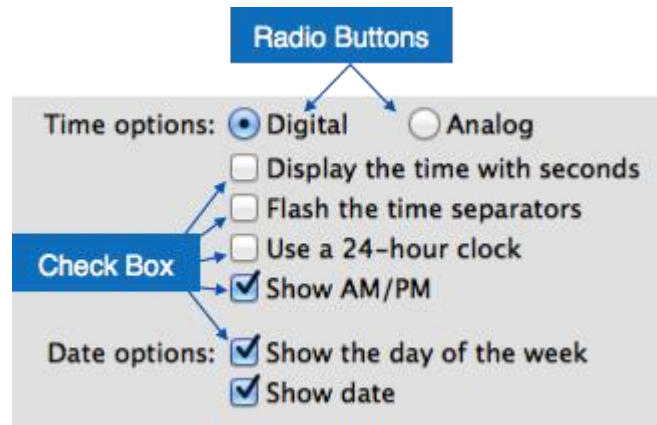 Radio Buttons
Time options: Digital Analog
Display the time with seconds
Flash the time separators
Use a 24-hour clock
Check Box
Show AM/PM
Date options: Show the day of the week
Show date